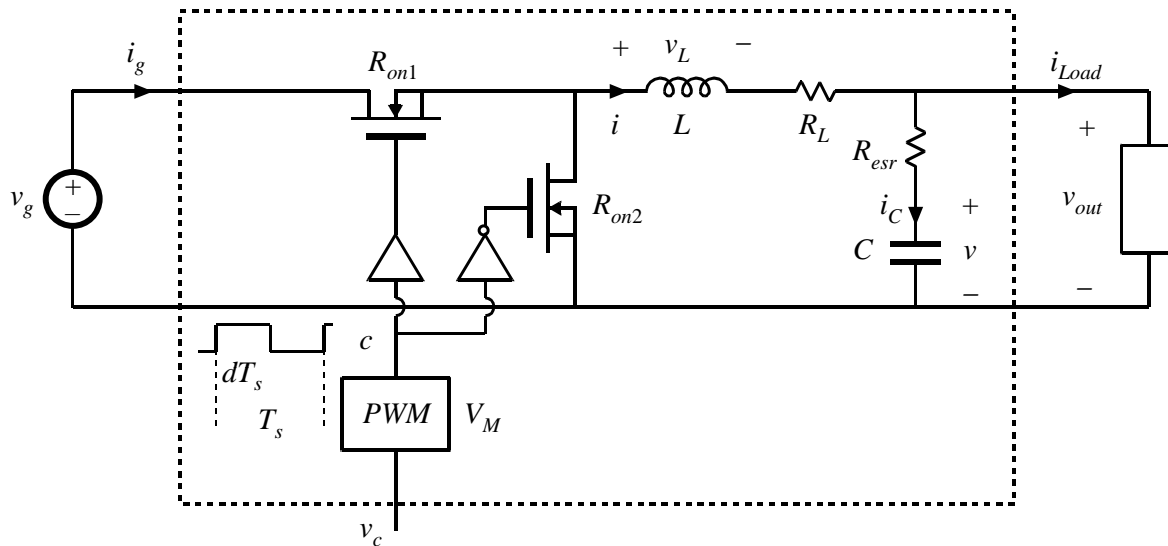 i_g
R_on1
+ v_L −
i_Load
i
L
R_L
+
R_esr
v_g
+
−
R_on2
i_C
+
v_out
C
v
−
−
c
dT_s
T_s
PWM
V_M
v_c